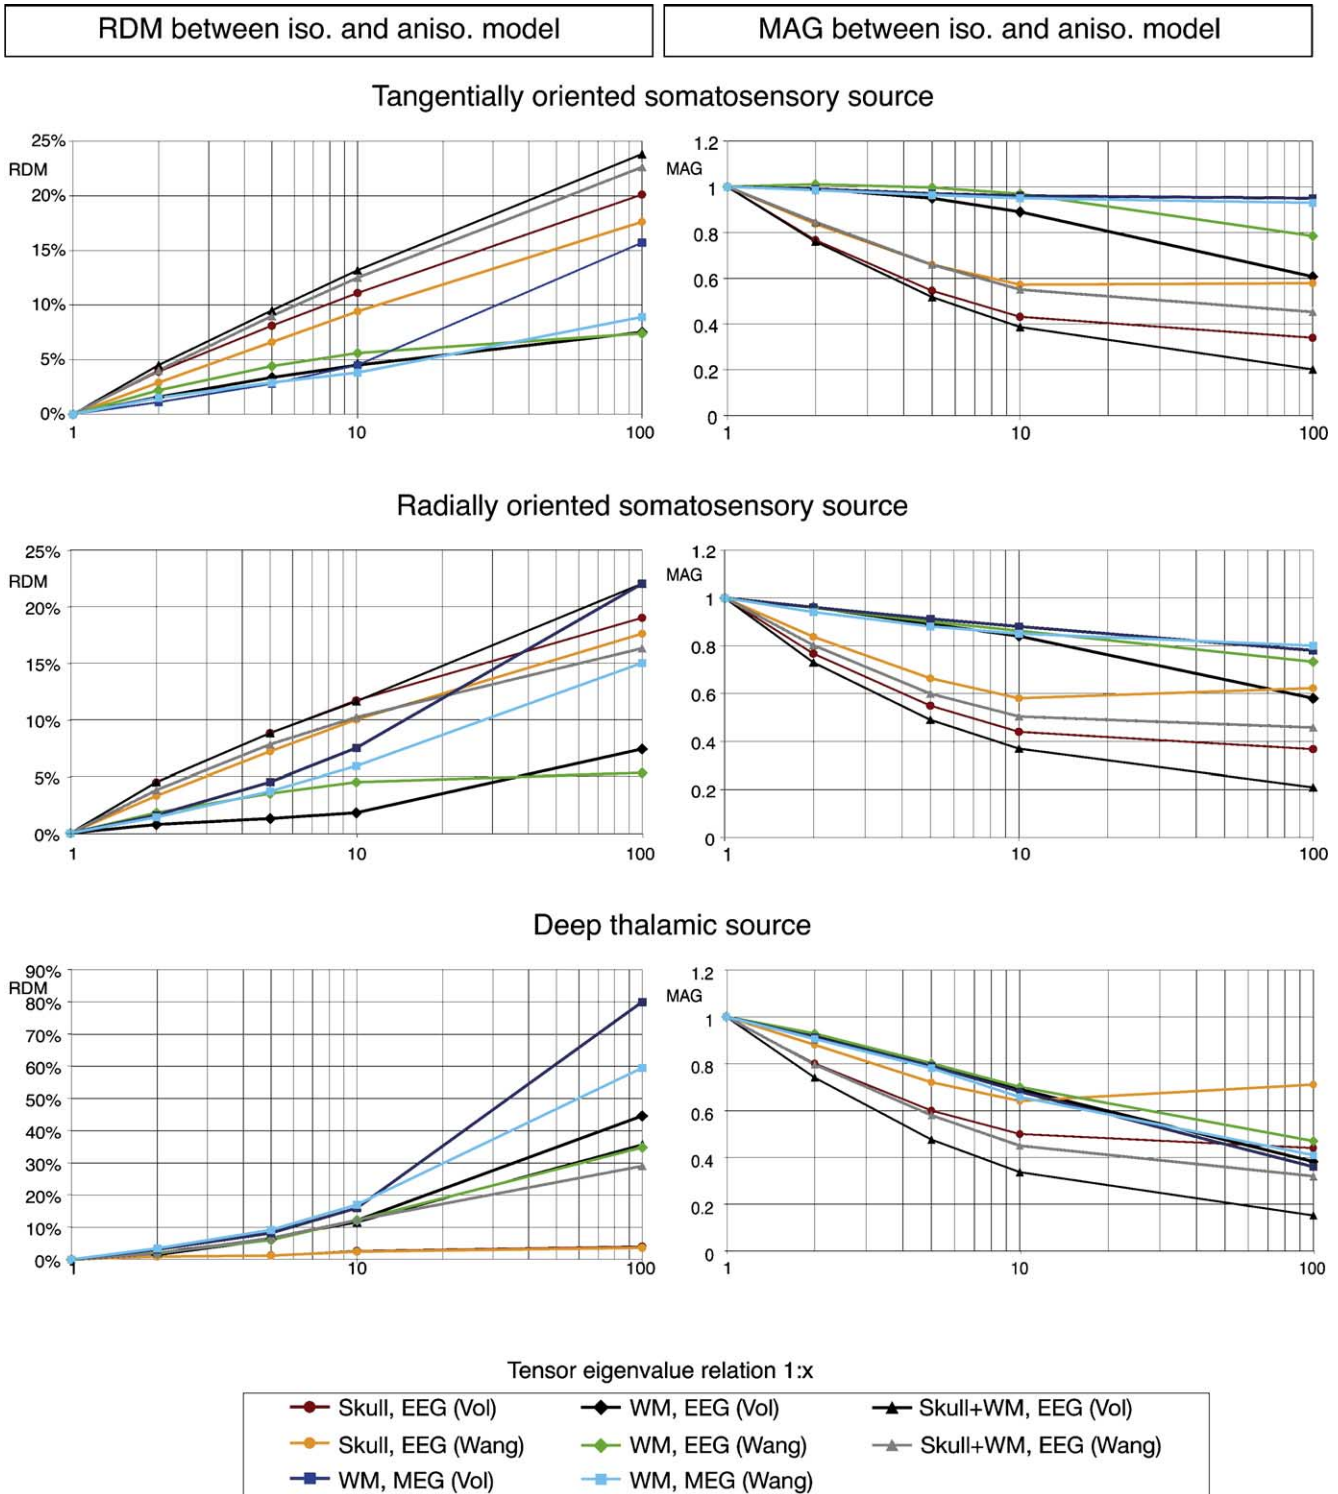 RDM between iso. and aniso. model
MAG between iso. and aniso. model
Tangentially oriented somatosensory source
25%
RDM
20%
15%
10%
5%
0%
1 10 100
1.2
MAG
1
0.8
0.6
0.4
0.2
0
1 10 100
Radially oriented somatosensory source
25%
RDM
20%
15%
10%
5%
0%
1 10 100
1.2
MAG
1
0.8
0.6
0.4
0.2
0
1 10 100
Deep thalamic source
90%
RDM
80%
70%
60%
50%
40%
30%
20%
10%
0%
1 10 100
1.2
MAG
1
0.8
0.6
0.4
0.2
0
1 10 100
Tensor eigenvalue relation 1:x
Skull, EEG (Vol) WM, EEG (Vol) Skull+WM, EEG (Vol)
Skull, EEG (Wang) WM, EEG (Wang) Skull+WM, EEG (Wang)
WM, MEG (Vol) WM, MEG (Wang)